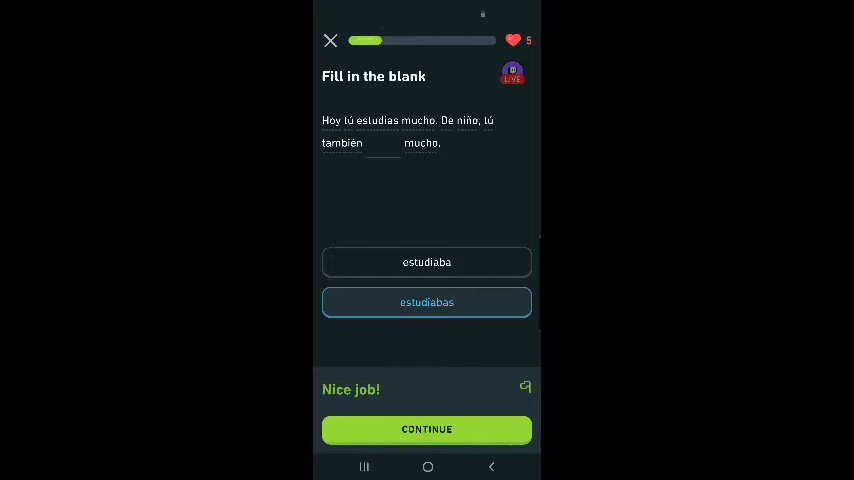 5
Fill in the blank
LIVE
Hoy tú estudias mucho. De niño, tú
también ____ mucho.
estudiaba
estudiabas
Nice job!
CONTINUE